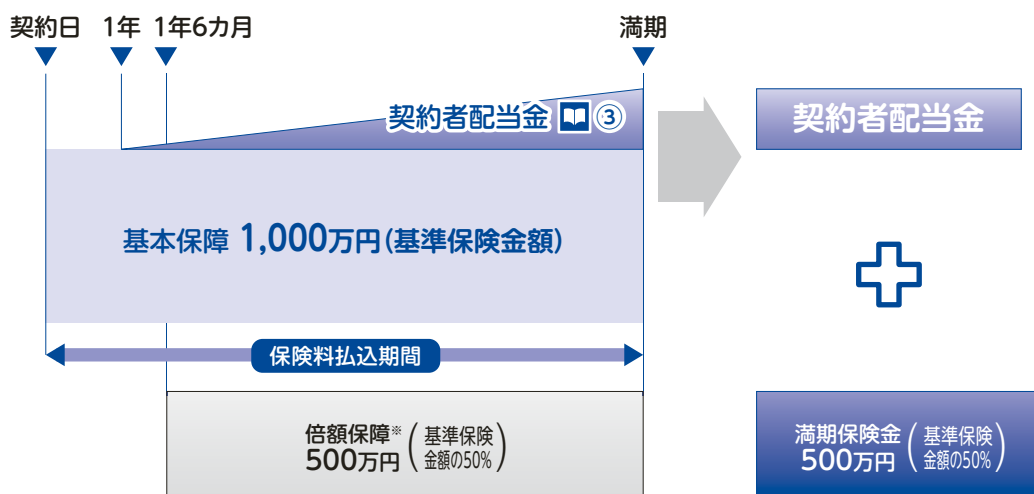 契約日 1年 1年6カ月 満期
契約者配当金 ③
契約者配当金
基本保障 1,000万円(基準保険金額)
保険料払込期間
倍額保障※
500万円
(基準保険
金額の50%)
満期保険金
500万円
(基準保険
金額の50%)